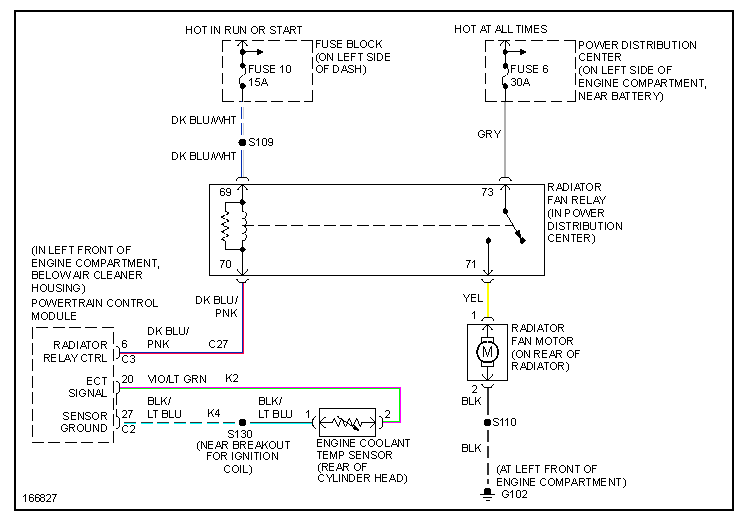 HOT IN RUN OR START
HOT AT ALL TIMES
FUSE BLOCK
(ON LEFT SIDE
OF DASH)
FUSE 10
15A
POWER DISTRIBUTION
CENTER
(ON LEFT SIDE OF
ENGINE COMPARTMENT,
NEAR BATTERY)
FUSE 6
30A
DK BLU/WHT
S109
DK BLU/WHT
GRY
69
73
RADIATOR
FAN RELAY
(IN POWER
DISTRIBUTION
CENTER)
70
71
(IN LEFT FRONT OF
ENGINE COMPARTMENT,
BELOW AIR CLEANER
HOUSING)
POWERTRAIN CONTROL
MODULE
DK BLU/
PNK
YEL
1
RADIATOR
FAN MOTOR
(ON REAR OF
RADIATOR)
M
2
RADIATOR
RELAY CTRL
6
C3
DK BLU/
PNK
C27
ECT
SIGNAL
20
VIO/LT GRN
K2
SENSOR
GROUND
27
C2
BLK/
LT BLU
K4
BLK/
LT BLU
1
2
S130
(NEAR BREAKOUT
FOR IGNITION
COIL)
ENGINE COOLANT
TEMP SENSOR
(REAR OF
CYLINDER HEAD)
BLK
S110
BLK
(AT LEFT FRONT OF
ENGINE COMPARTMENT)
G102
166827